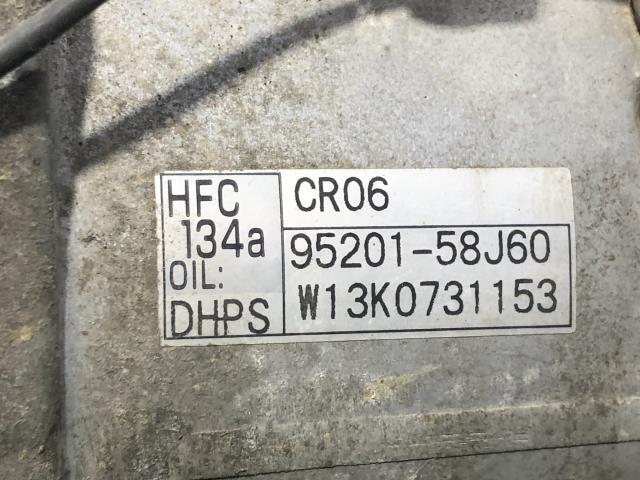 HFC
134a
OIL:
DHPS
CR06
95201-58J60
W13K0731153